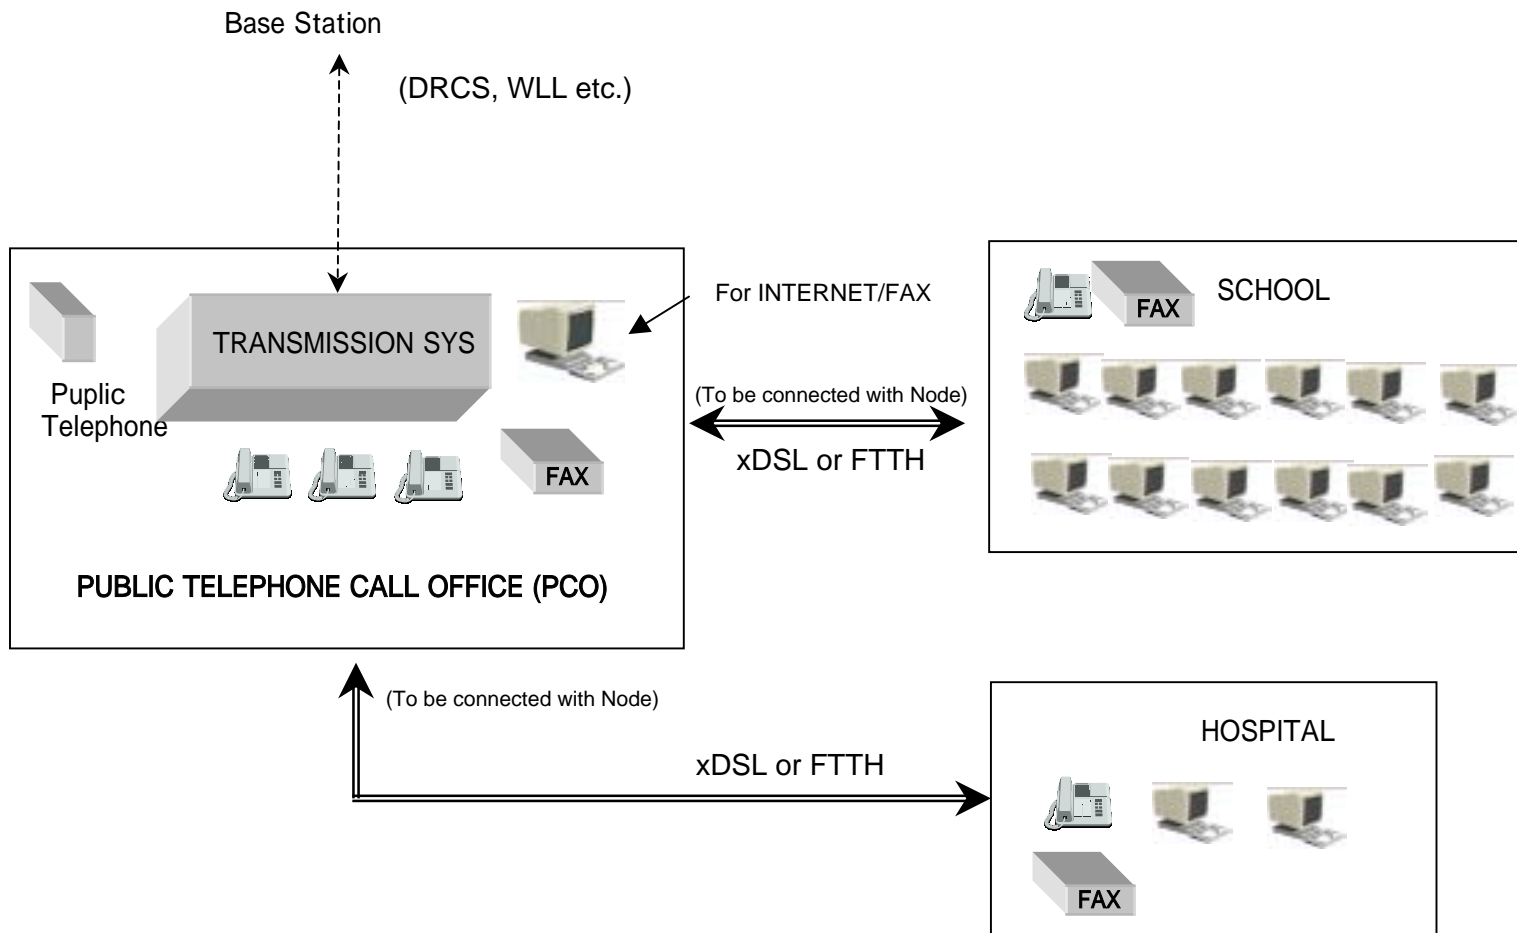 Base Station
(DRCS, WLL etc.)
TRANSMISSION SYS
Puplic
Telephone
FAX
PUBLIC TELEPHONE CALL OFFICE (PCO)
For INTERNET/FAX
(To be connected with Node)
xDSL or FTTH
FAX
SCHOOL
(To be connected with Node)
xDSL or FTTH
HOSPITAL
FAX